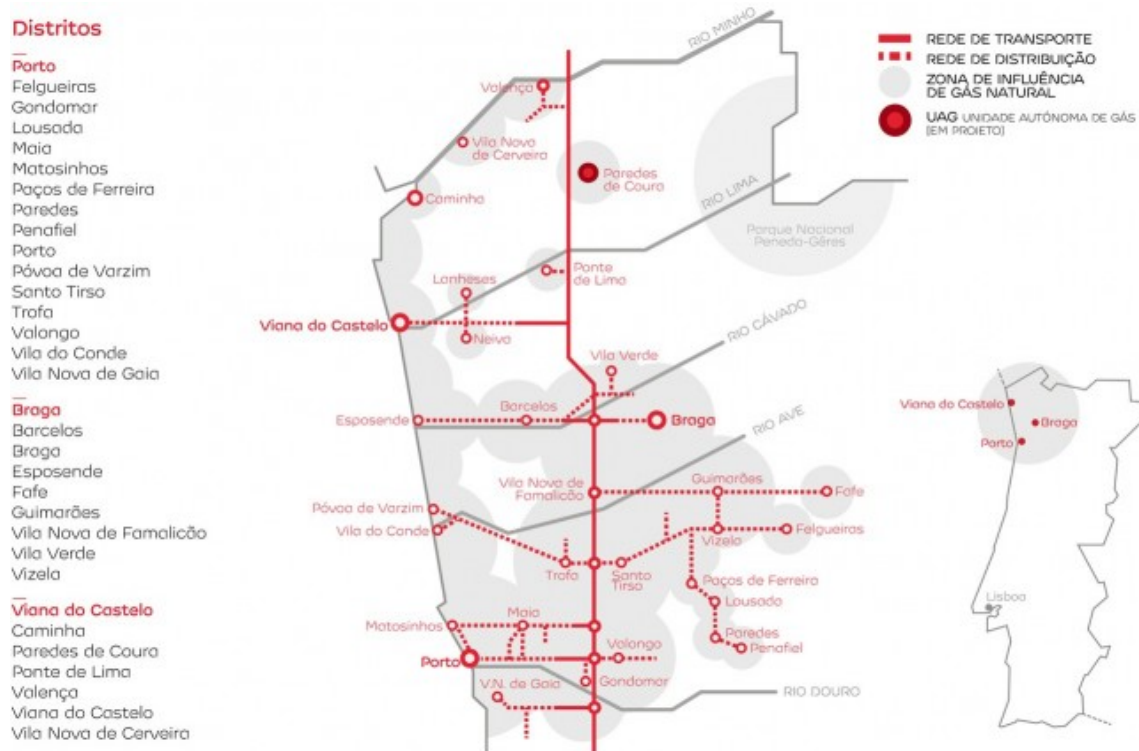 Distritos
Porto
Felgueiras
Gondomar
Lousada
Maia
Matosinhos
Paços de Ferreira
Paredes
Penafiel
Porto
Póvoa de Varzim
Santo Tirso
Trofa
Valongo
Vila do Conde
Vila Nova de Gaia
Braga
Barcelos
Braga
Esposende
Fafe
Guimarães
Vila Nova de Famalicão
Vila Verde
Vizela
Viana do Castelo
Caminha
Paredes de Coura
Ponte de Lima
Valença
Viana do Castelo
Vila Nova de Cerveira
RIO MINHO
Valença
Vila Nova
de Cerveira
Paredes
de Coura
Caminha
RIO LIMA
Parque Nacional
Peneda-Gêres
Ponte
de Lima
Lanheses
Viana do Castelo
Neiva
RIO CÁVADO
Vila Verde
Esposende
Barcelos
Braga
RIO AVE
Vila Nova de
Famalicão
Guimarães
Fafe
Póvoa de Varzim
Vila do Conde
Vizela
Felgueiras
Trofa
Santo
Tirso
Paços de Ferreira
Lousada
Matosinhos
Maia
Paredes
Penafiel
Porto
Valongo
Gondomar
V.N. de Gaia
RIO DOURO
REDE DE TRANSPORTE
REDE DE DISTRIBUIÇÃO
ZONA DE INFLUÊNCIA
DE GÁS NATURAL
UAG UNIDADE AUTÓNOMA DE GÁS
(EM PROJETO)
Viana do Castelo
Braga
Porto
Lisboa